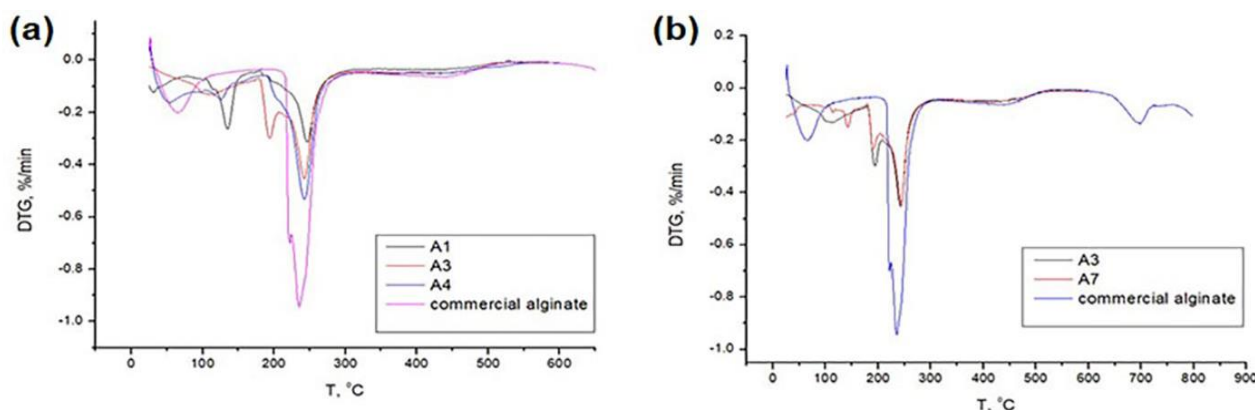 (a)
DTG, %/min
0.0
-0.2
-0.4
-0.6
-0.8
-1.0
A1
A3
A4
commercial alginate
0 100 200 300 400 500 600
T, °C
(b)
DTG, %/min
0.2
0.0
-0.2
-0.4
-0.6
-0.8
-1.0
A3
A7
commercial alginate
0 100 200 300 400 500 600 700 800 900
T, °C